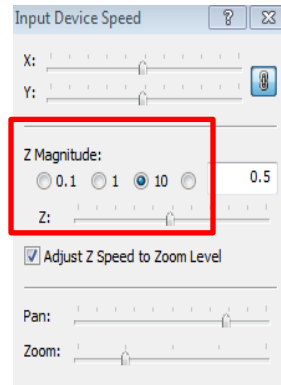 Input Device Speed ?
X:
Y:
Z Magnitude:
0.1 1 10 0.5
Z:
Adjust Z Speed to Zoom Level
Pan:
Zoom: